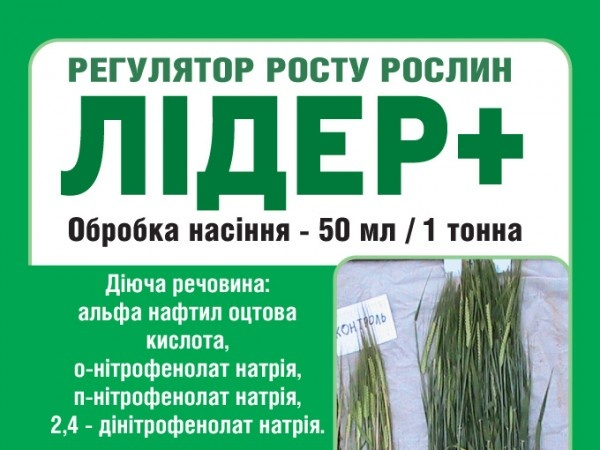 РЕГУЛЯТОР РОСТУ РОСЛИН
ЛІДЕР+
Обробка насіння - 50 мл / 1 тонна
Діюча речовина:
альфа нафтил оцтова
кислота,
о-нітрофенолат натрія,
п-нітрофенолат натрія,
2,4 - дінітрофенолат натрія.
КОНТРОЛЬ